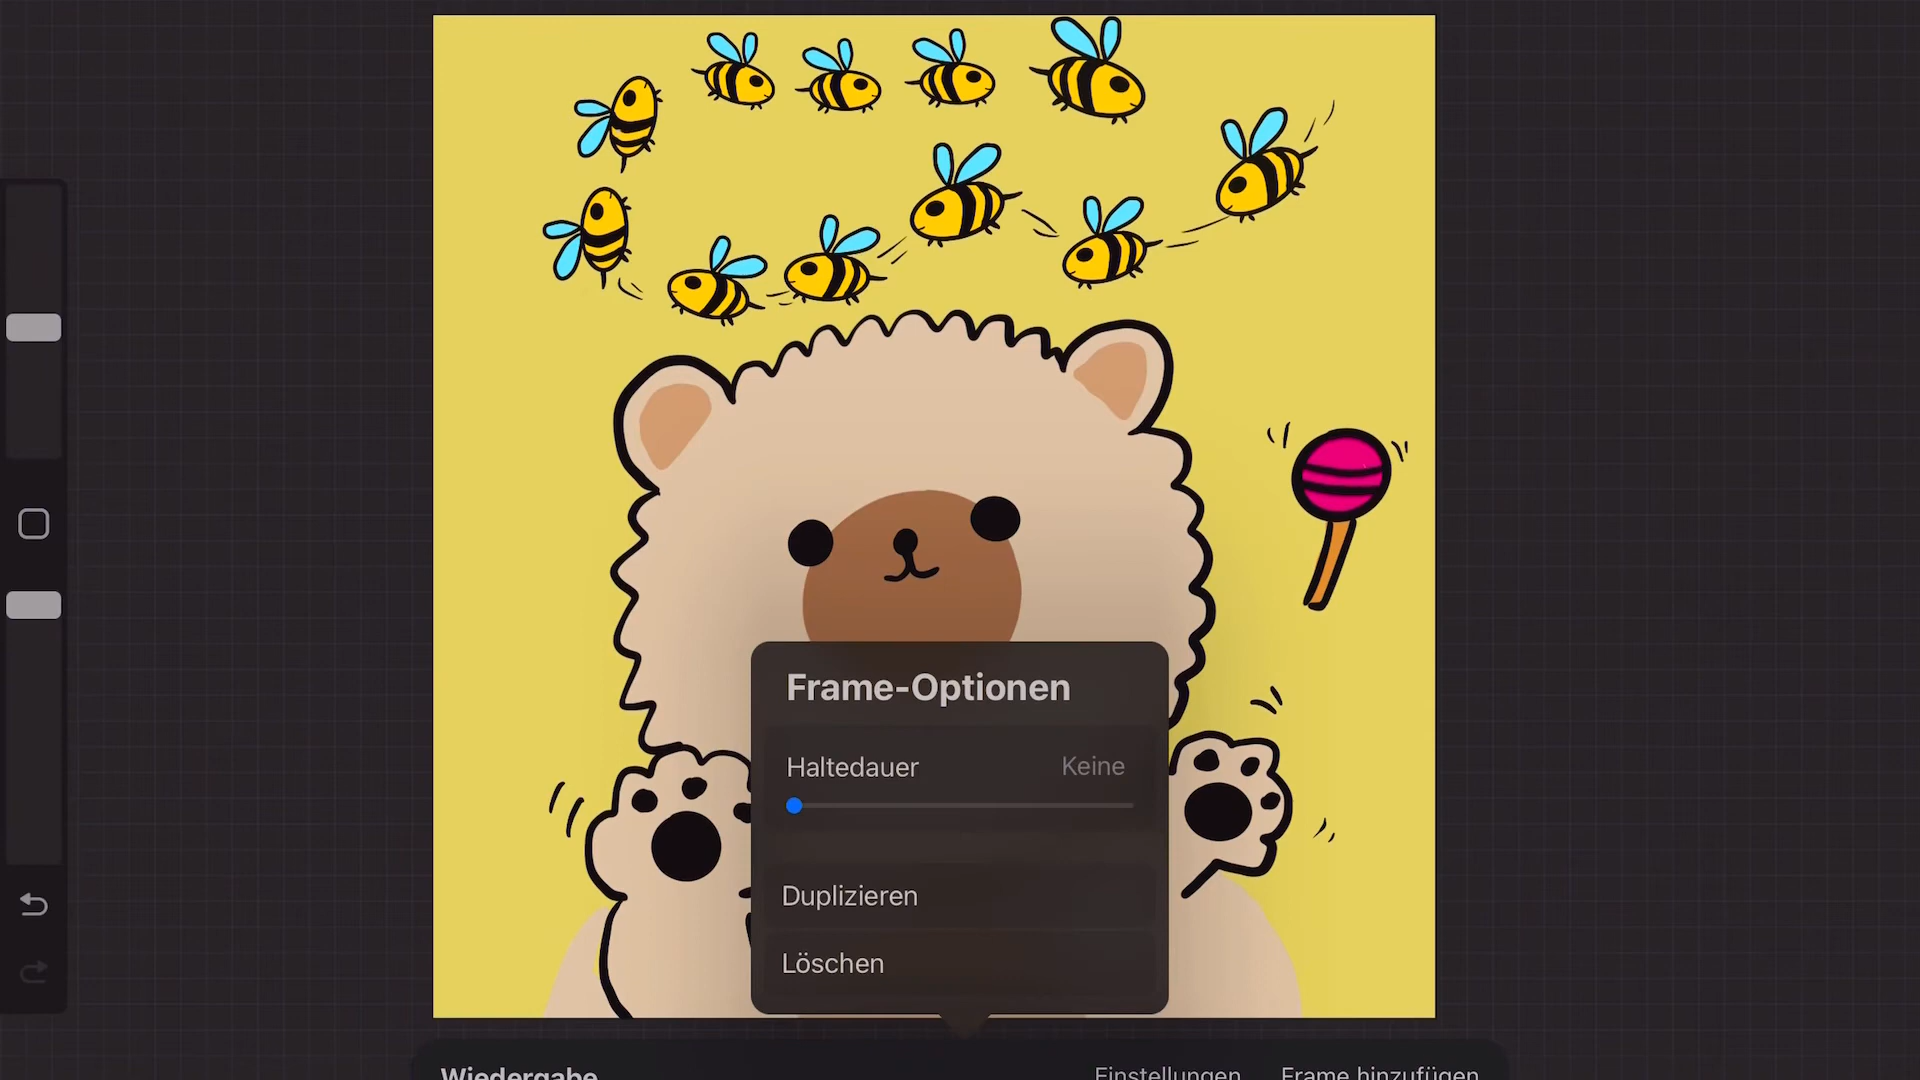 Frame-Optionen
Haltedauer Keine
Duplizieren
Löschen
Wiedergabe Einstellungen Frame hinzufügen